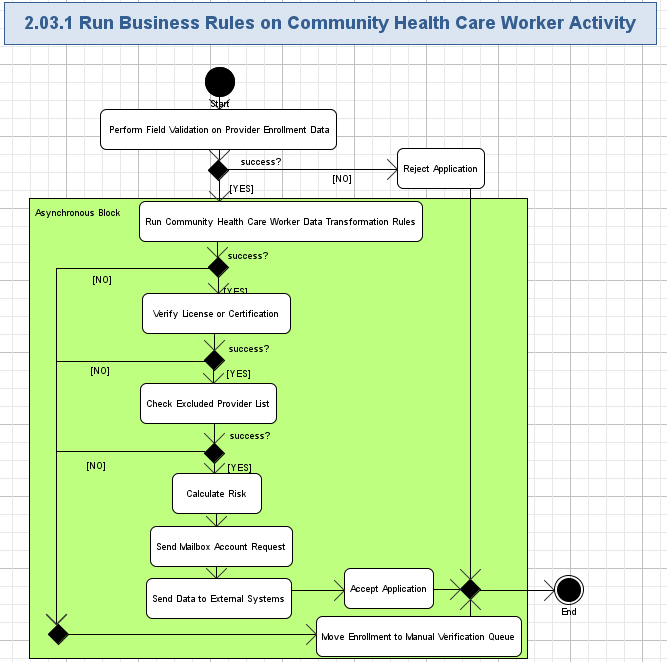 2.03.1 Run Business Rules on Community Health Care Worker Activity
Start
Perform Field Validation on Provider Enrollment Data
success?
Reject Application
[NO]
[YES]
Asynchronous Block
Run Community Health Care Worker Data Transformation Rules
success?
[NO]
[YES]
Verify License or Certification
success?
[NO]
[YES]
Check Excluded Provider List
success?
[NO]
[YES]
Calculate Risk
Send Mailbox Account Request
Send Data to External Systems
Accept Application
End
Move Enrollment to Manual Verification Queue